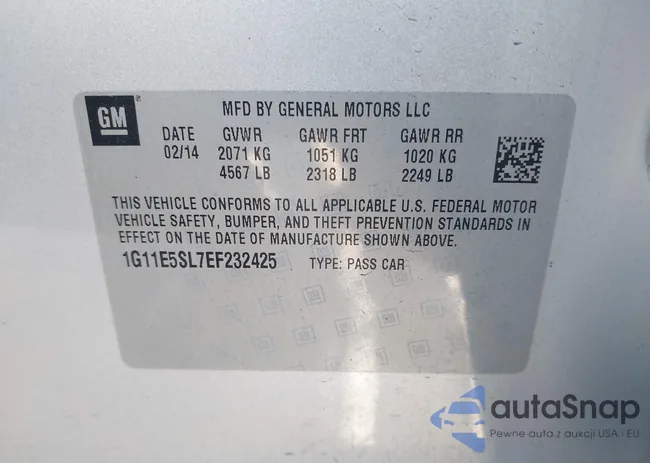 GM
MFD BY GENERAL MOTORS LLC
DATE GVWR GAWR FRT GAWR RR
02/14 2071 KG 1051 KG 1020 KG
4567 LB 2318 LB 2249 LB
THIS VEHICLE CONFORMS TO ALL APPLICABLE U.S. FEDERAL MOTOR
VEHICLE SAFETY, BUMPER, AND THEFT PREVENTION STANDARDS IN
EFFECT ON THE DATE OF MANUFACTURE SHOWN ABOVE.
1G11E5SL7EF232425 TYPE: PASS CAR
autaSnap
Pewne auta z aukcji USA i EU